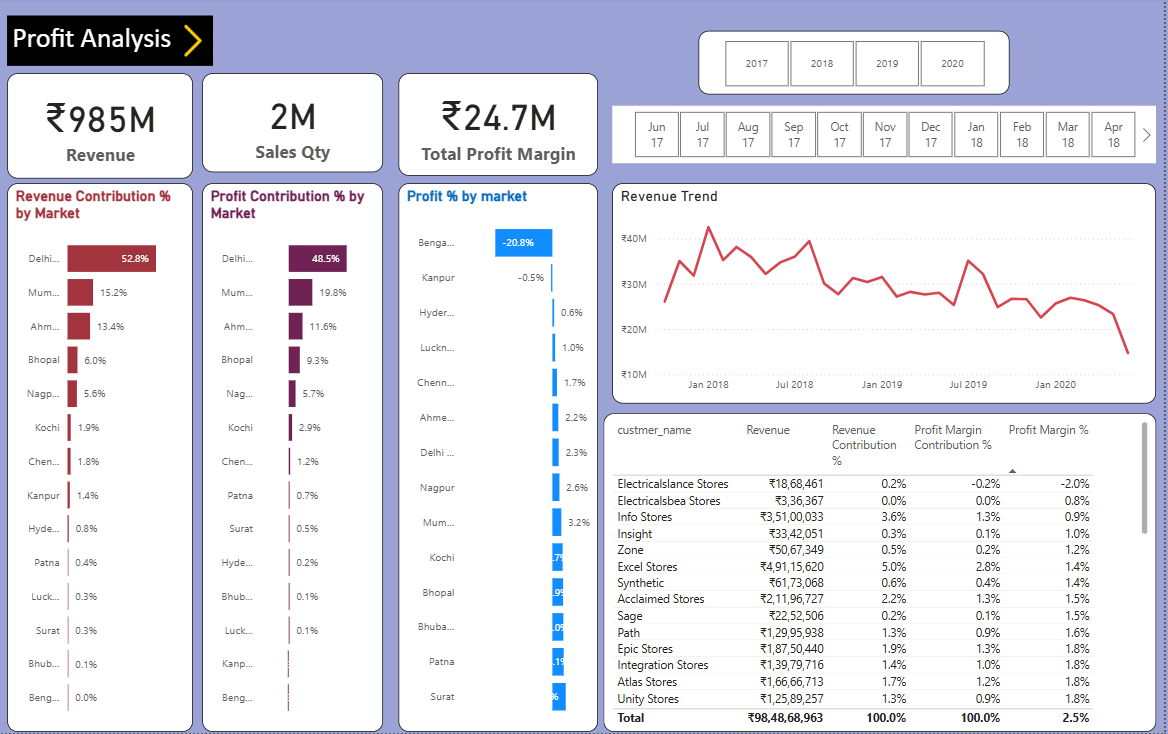 Profit Analysis
2017 2018 2019 2020
₹985M
Revenue
2M
Sales Qty
₹24.7M
Total Profit Margin
Jun 17 Jul 17 Aug 17 Sep 17 Oct 17 Nov 17 Dec 17 Jan 18 Feb 18 Mar 18 Apr 18
Revenue Contribution %
by Market
Delhi... 52.8%
Mum... 15.2%
Ahm... 13.4%
Bhopal 6.0%
Nagp... 5.6%
Kochi 1.9%
Chen... 1.8%
Kanpur 1.4%
Hyde... 0.8%
Patna 0.4%
Luck... 0.3%
Surat 0.3%
Bhub... 0.1%
Beng... 0.0%
Profit Contribution % by
Market
Delhi... 48.5%
Mum... 19.8%
Ahm... 11.6%
Bhopal 9.3%
Nag... 5.7%
Kochi 2.9%
Chen... 1.2%
Patna 0.7%
Surat 0.5%
Hyde... 0.2%
Bhub... 0.1%
Luck... 0.1%
Kanp...
Beng...
Profit % by market
Benga... -20.8%
Kanpur -0.5%
Hyder... 0.6%
Luckn... 1.0%
Chenn... 1.7%
Ahme... 2.2%
Delhi ... 2.3%
Nagpur 2.6%
Mum... 3.2%
Kochi
Bhopal
Bhuba...
Patna
Surat
Revenue Trend
₹40M
₹30M
₹20M
₹10M
Jan 2018 Jul 2018 Jan 2019 Jul 2019 Jan 2020
custmer_name Revenue Revenue Contribution % Profit Margin Contribution % Profit Margin %
Electricalslance Stores ₹18,68,461 0.2% -0.2% -2.0%
Electricalsbea Stores ₹3,36,367 0.0% 0.0% 0.8%
Info Stores ₹3,51,00,033 3.6% 1.3% 0.9%
Insight ₹33,42,051 0.3% 0.1% 1.0%
Zone ₹50,67,349 0.5% 0.2% 1.2%
Excel Stores ₹4,91,15,620 5.0% 2.8% 1.4%
Synthetic ₹61,73,068 0.6% 0.4% 1.4%
Acclaimed Stores ₹2,11,96,727 2.2% 1.3% 1.5%
Sage ₹22,52,506 0.2% 0.1% 1.5%
Path ₹1,29,95,938 1.3% 0.9% 1.6%
Epic Stores ₹1,87,50,440 1.9% 1.3% 1.8%
Integration Stores ₹1,39,79,716 1.4% 1.0% 1.8%
Atlas Stores ₹1,66,66,713 1.7% 1.2% 1.8%
Unity Stores ₹1,25,89,257 1.3% 0.9% 1.8%
Total ₹98,48,68,963 100.0% 100.0% 2.5%